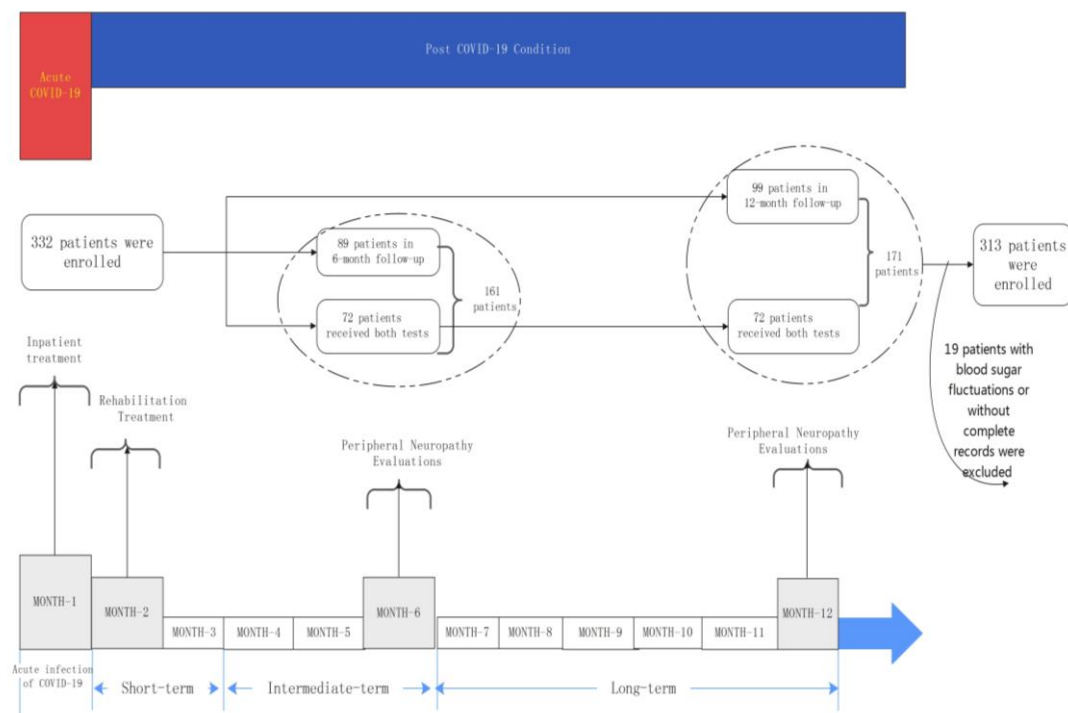 Post COVID-19 Condition
Acute
COVID-19
332 patients were
enrolled
89 patients in
6-month follow-up
72 patients
received both tests
161
patients
99 patients in
12-month follow-up
72 patients
received both tests
171
patients
313 patients
were
enrolled
19 patients with
blood sugar
fluctuations or
without
complete
records were
excluded
Inpatient
treatment
Rehabilitation
Treatment
Peripheral Neuropathy
Evaluations
Peripheral Neuropathy
Evaluations
MONTH-1
MONTH-2
MONTH-3
MONTH-4
MONTH-5
MONTH-6
MONTH-7
MONTH-8
MONTH-9
MONTH-10
MONTH-11
MONTH-12
Acute infection
of COVID-19
Short-term
Intermediate-term
Long-term